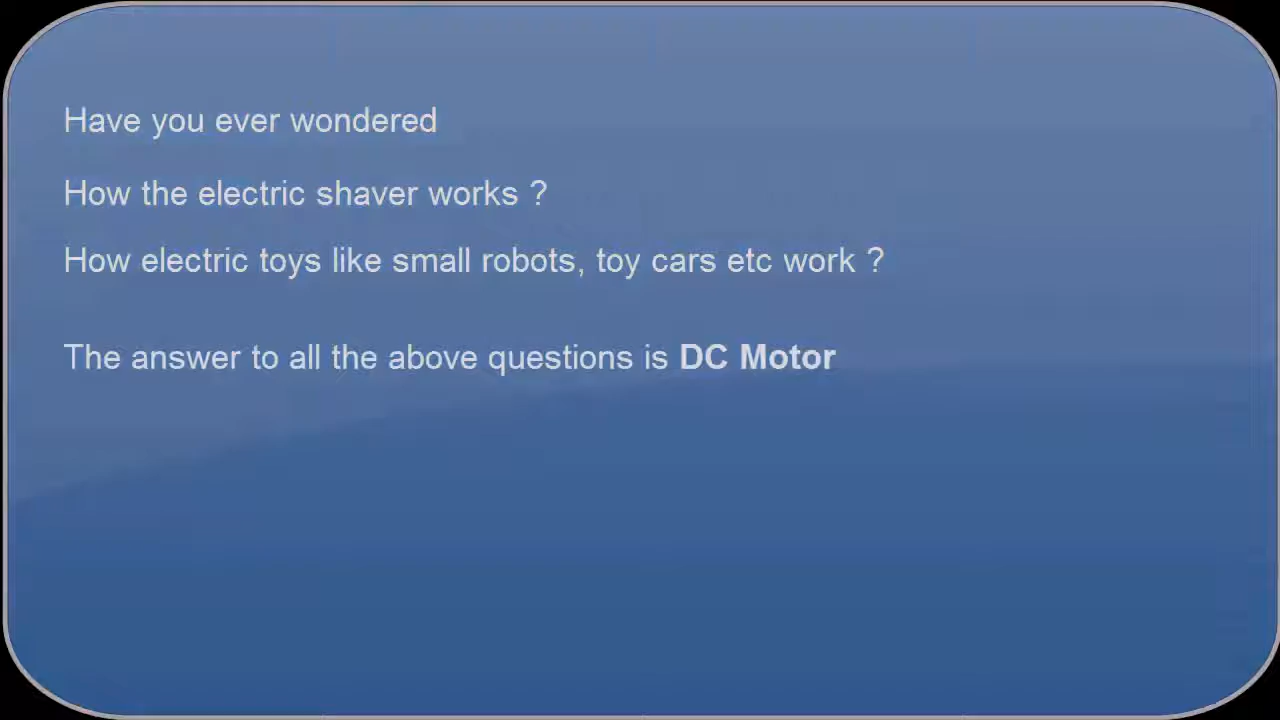 Have you ever wondered
How the electric shaver works ?
How electric toys like small robots, toy cars etc work ?
The answer to all the above questions is DC Motor